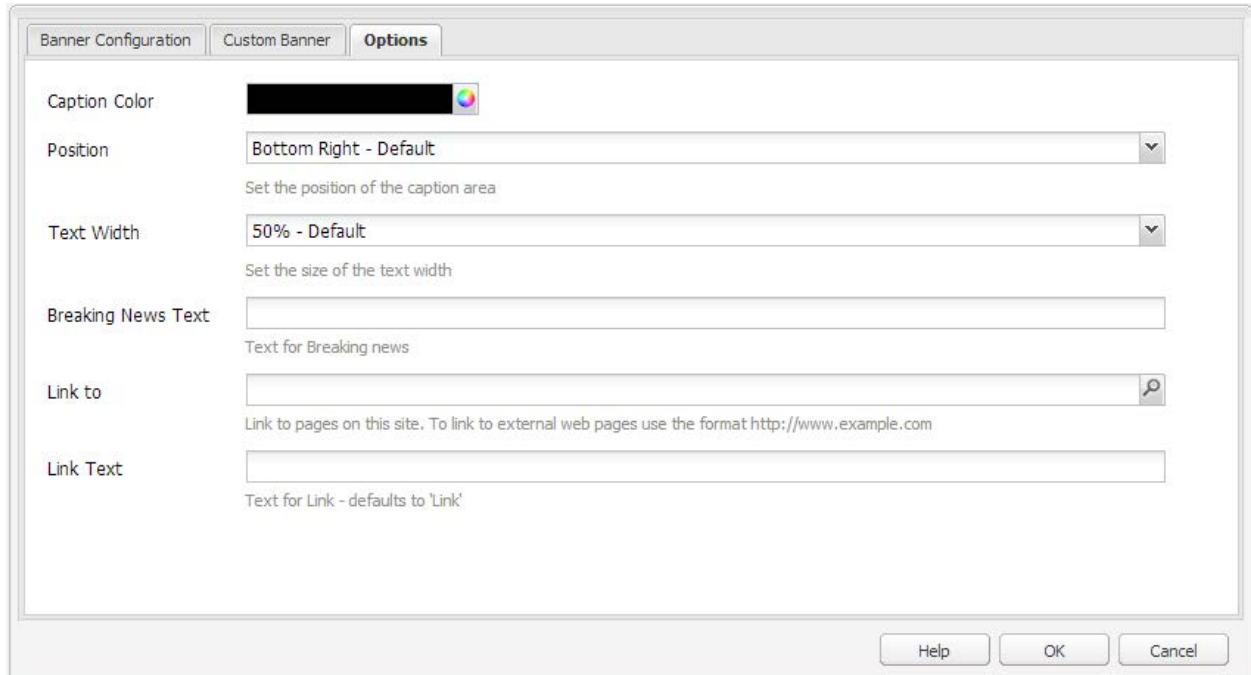 Banner Configuration Custom Banner Options
Caption Color
Position Bottom Right - Default
Set the position of the caption area
Text Width 50% - Default
Set the size of the text width
Breaking News Text
Text for Breaking news
Link to
Link to pages on this site. To link to external web pages use the format http://www.example.com
Link Text
Text for Link - defaults to 'Link'
Help OK Cancel